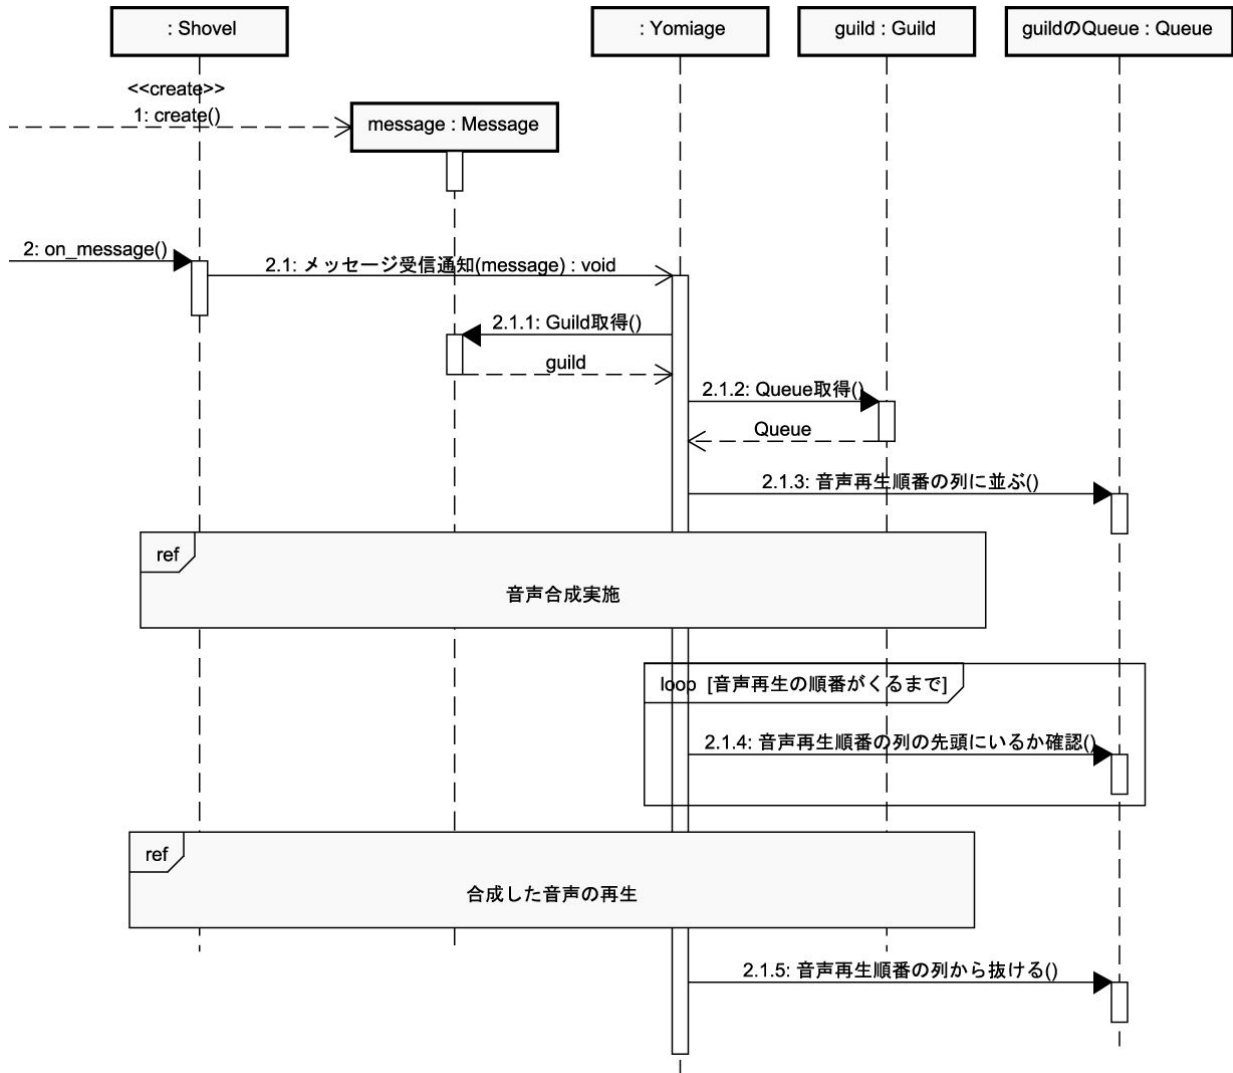 : Shovel
: Yomiage
guild : Guild
guildのQueue : Queue
<<create>>
1: create()
message : Message
2: on_message()
2.1: メッセージ受信通知(message) : void
2.1.1: Guild取得()
guild
2.1.2: Queue取得()
Queue
2.1.3: 音声再生順番の列に並ぶ()
ref
音声合成実施
loop [音声再生の順番がくるまで]
2.1.4: 音声再生順番の列の先頭にいるか確認()
ref
合成した音声の再生
2.1.5: 音声再生順番の列から抜ける()